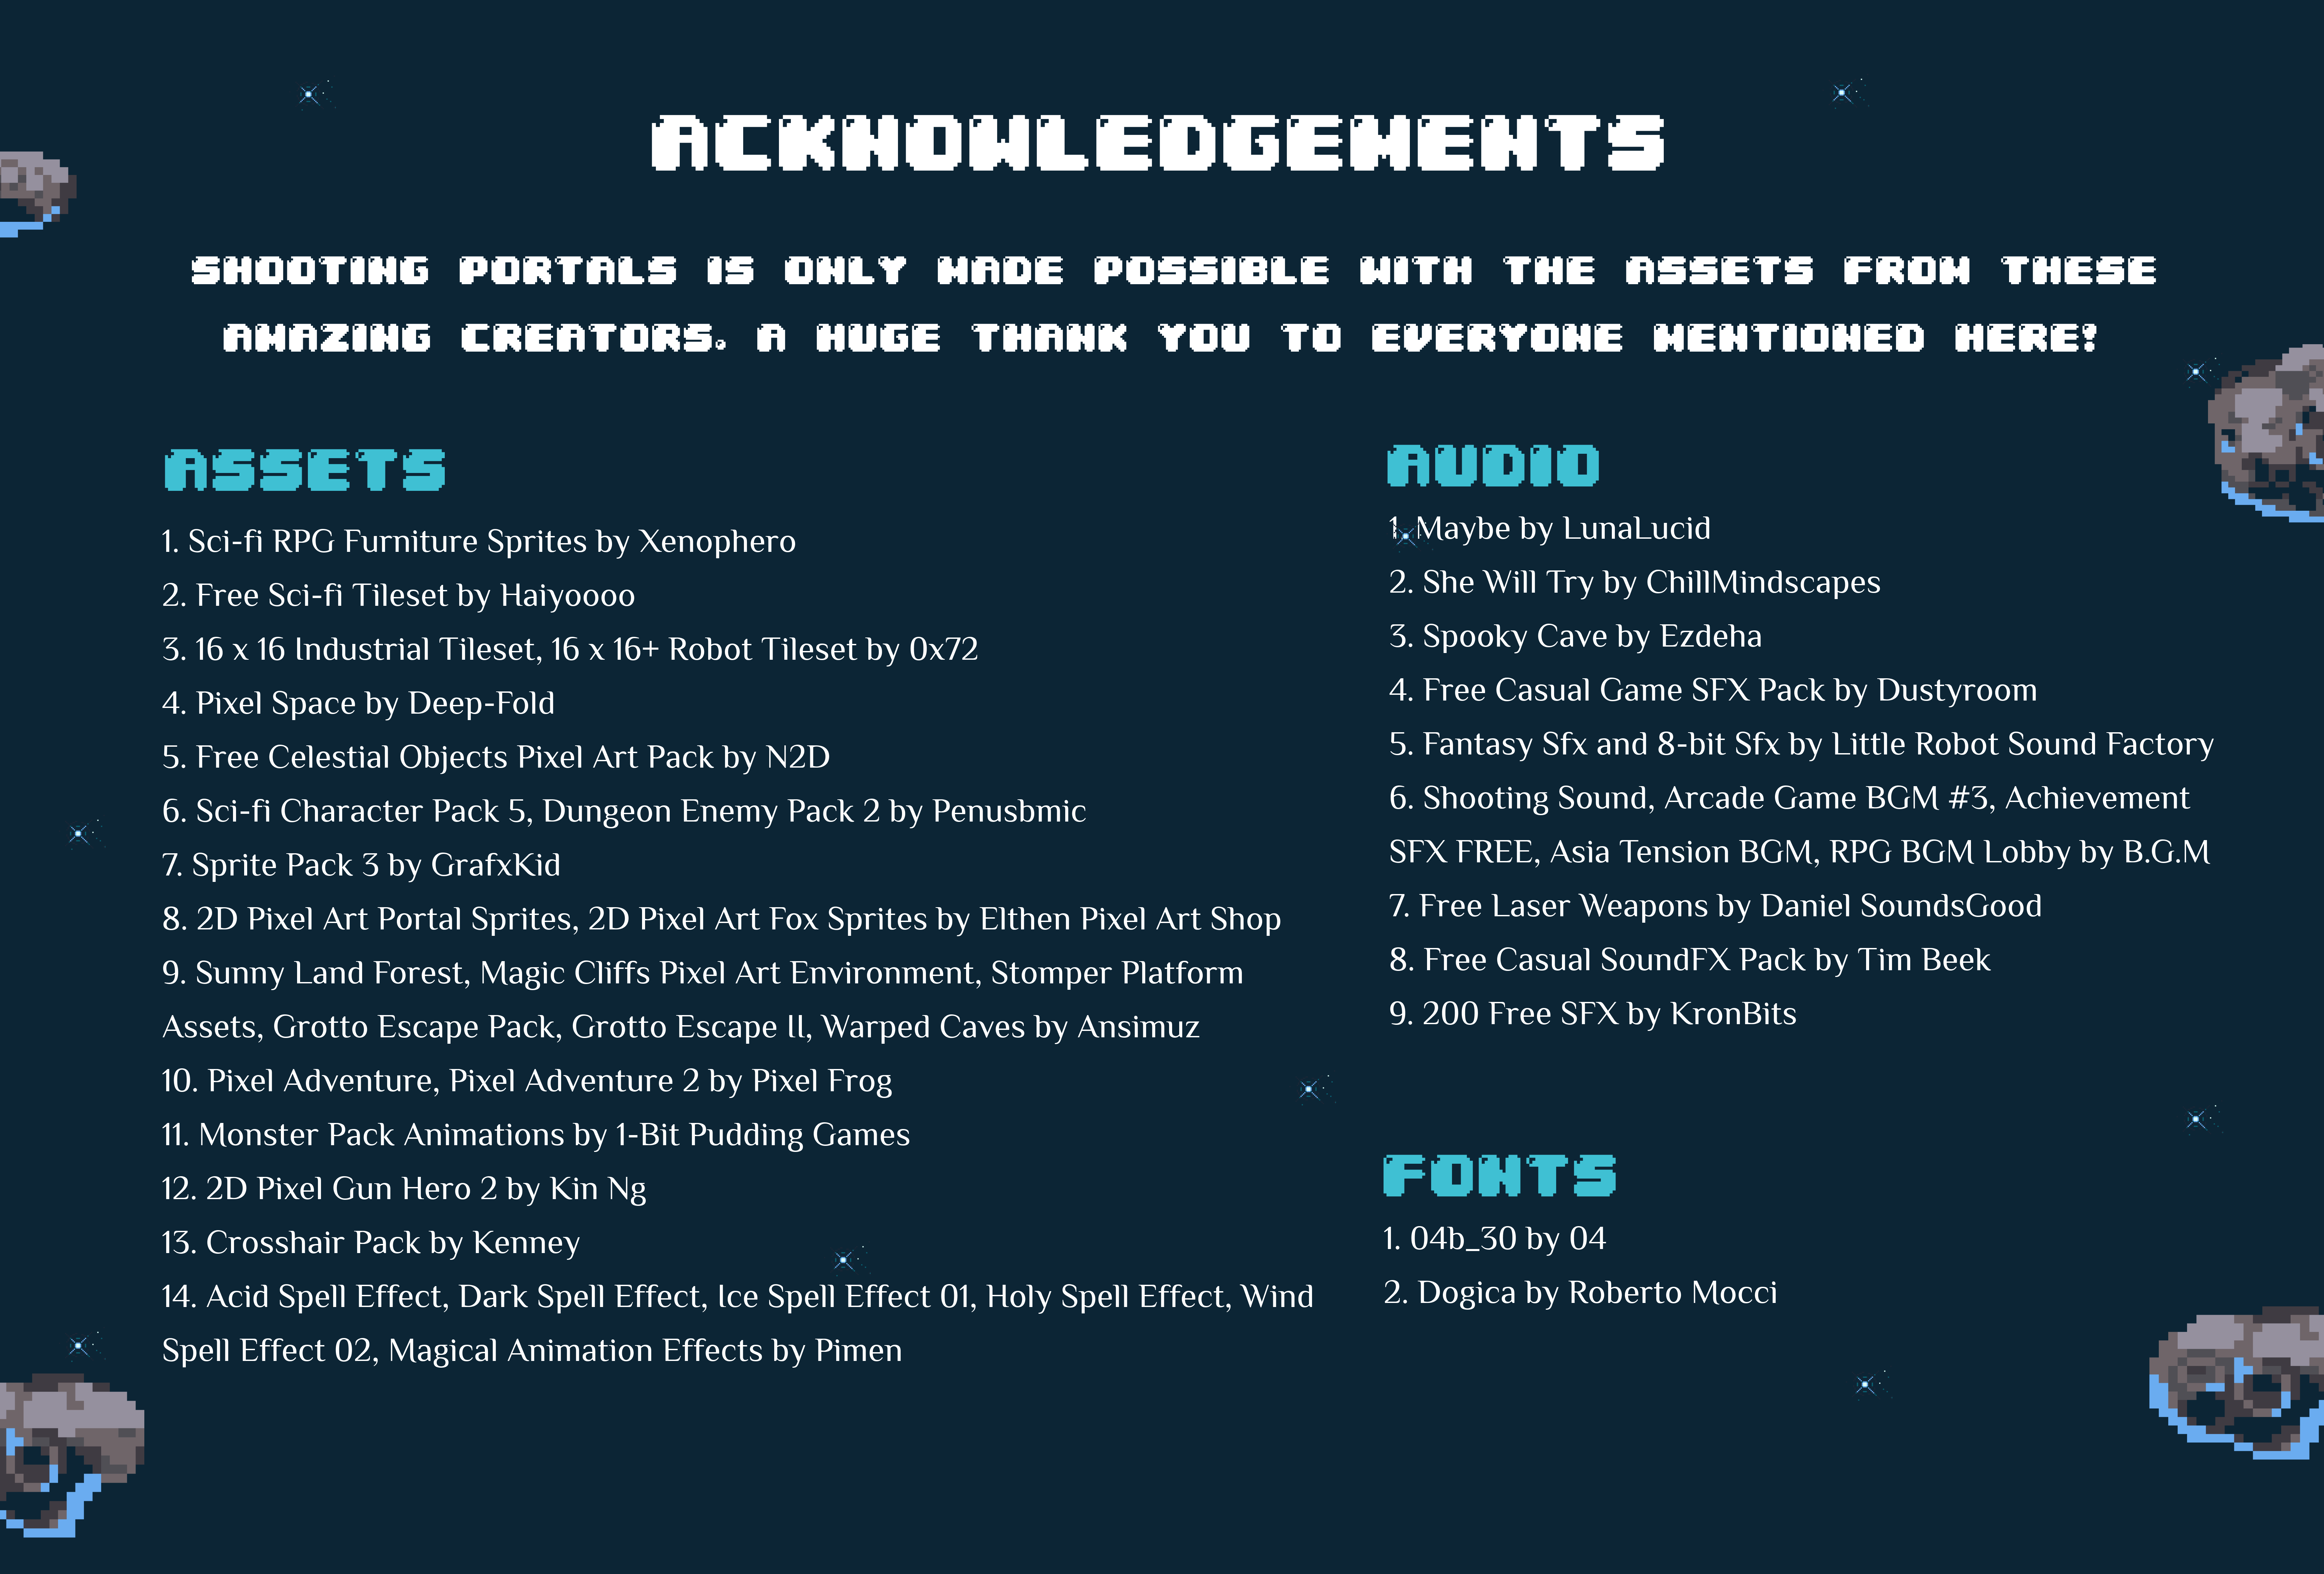 ACKNOWLEDGEMENTS
SHOOTING PORTALS IS ONLY MADE POSSIBLE WITH THE ASSETS FROM THESE
AMAZING CREATORS. A HUGE THANK YOU TO EVERYONE MENTIONED HERE!
ASSETS
1. Sci-fi RPG Furniture Sprites by Xenophero
2. Free Sci-fi Tileset by Haiyoooo
3. 16 x 16 Industrial Tileset, 16 x 16+ Robot Tileset by 0x72
4. Pixel Space by Deep-Fold
5. Free Celestial Objects Pixel Art Pack by N2D
6. Sci-fi Character Pack 5, Dungeon Enemy Pack 2 by Penusbmic
7. Sprite Pack 3 by GrafxKid
8. 2D Pixel Art Portal Sprites, 2D Pixel Art Fox Sprites by Elthen Pixel Art Shop
9. Sunny Land Forest, Magic Cliffs Pixel Art Environment, Stomper Platform
Assets, Grotto Escape Pack, Grotto Escape II, Warped Caves by Ansimuz
10. Pixel Adventure, Pixel Adventure 2 by Pixel Frog
11. Monster Pack Animations by 1-Bit Pudding Games
12. 2D Pixel Gun Hero 2 by Kin Ng
13. Crosshair Pack by Kenney
14. Acid Spell Effect, Dark Spell Effect, Ice Spell Effect 01, Holy Spell Effect, Wind
Spell Effect 02, Magical Animation Effects by Pimen
AUDIO
1. Maybe by LunaLucid
2. She Will Try by ChillMindscapes
3. Spooky Cave by Ezdeha
4. Free Casual Game SFX Pack by Dustyroom
5. Fantasy Sfx and 8-bit Sfx by Little Robot Sound Factory
6. Shooting Sound, Arcade Game BGM #3, Achievement
SFX FREE, Asia Tension BGM, RPG BGM Lobby by B.G.M
7. Free Laser Weapons by Daniel SoundsGood
8. Free Casual SoundFX Pack by Tim Beek
9. 200 Free SFX by KronBits
FONTS
1. 04b_30 by 04
2. Dogica by Roberto Mocci